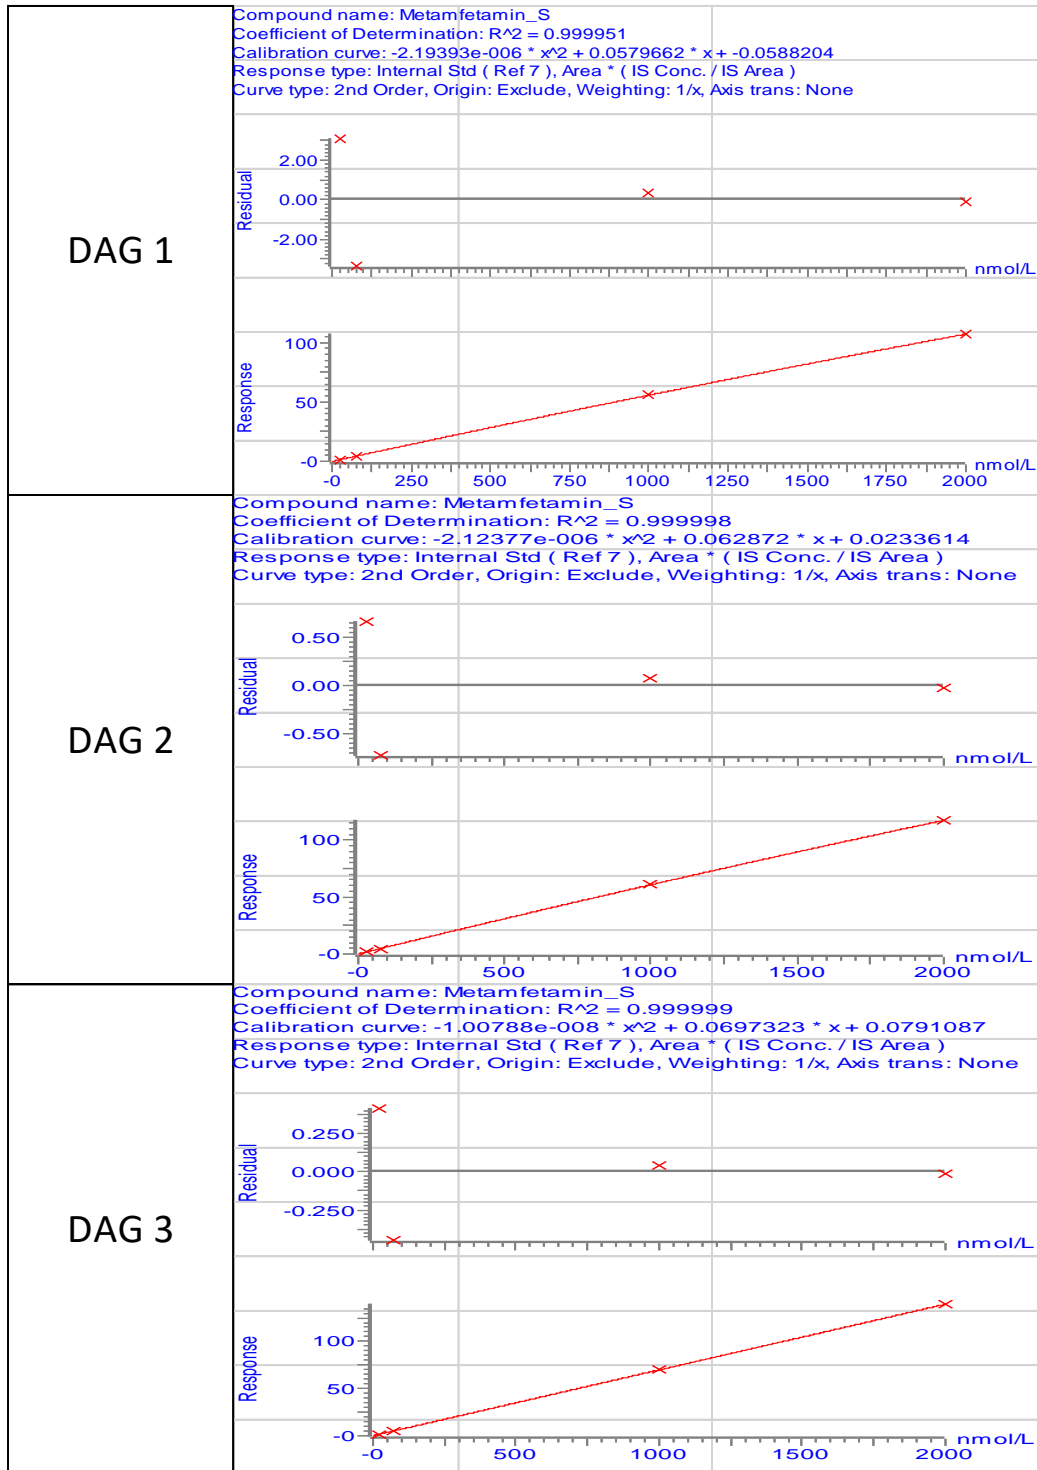 DAG 1
Compound name: Metamfetamin_S
Coefficient of Determination: R^2 = 0.999951
Calibration curve: -2.19393e-006 * x^2 + 0.0579662 * x + -0.0588204
Response type: Internal Std ( Ref 7 ), Area * ( IS Conc. / IS Area )
Curve type: 2nd Order, Origin: Exclude, Weighting: 1/x, Axis trans: None
Residual
2.00
0.00
-2.00
nmol/L
Response
100
50
-0
nmol/L
-0 250 500 750 1000 1250 1500 1750 2000
DAG 2
Compound name: Metamfetamin_S
Coefficient of Determination: R^2 = 0.999998
Calibration curve: -2.12377e-006 * x^2 + 0.062872 * x + 0.0233614
Response type: Internal Std ( Ref 7 ), Area * ( IS Conc. / IS Area )
Curve type: 2nd Order, Origin: Exclude, Weighting: 1/x, Axis trans: None
Residual
0.50
0.00
-0.50
nmol/L
Response
100
50
-0
nmol/L
-0 500 1000 1500 2000
DAG 3
Compound name: Metamfetamin_S
Coefficient of Determination: R^2 = 0.999999
Calibration curve: -1.00788e-008 * x^2 + 0.0697323 * x + 0.0791087
Response type: Internal Std ( Ref 7 ), Area * ( IS Conc. / IS Area )
Curve type: 2nd Order, Origin: Exclude, Weighting: 1/x, Axis trans: None
Residual
0.250
0.000
-0.250
nmol/L
Response
100
50
-0
nmol/L
-0 500 1000 1500 2000